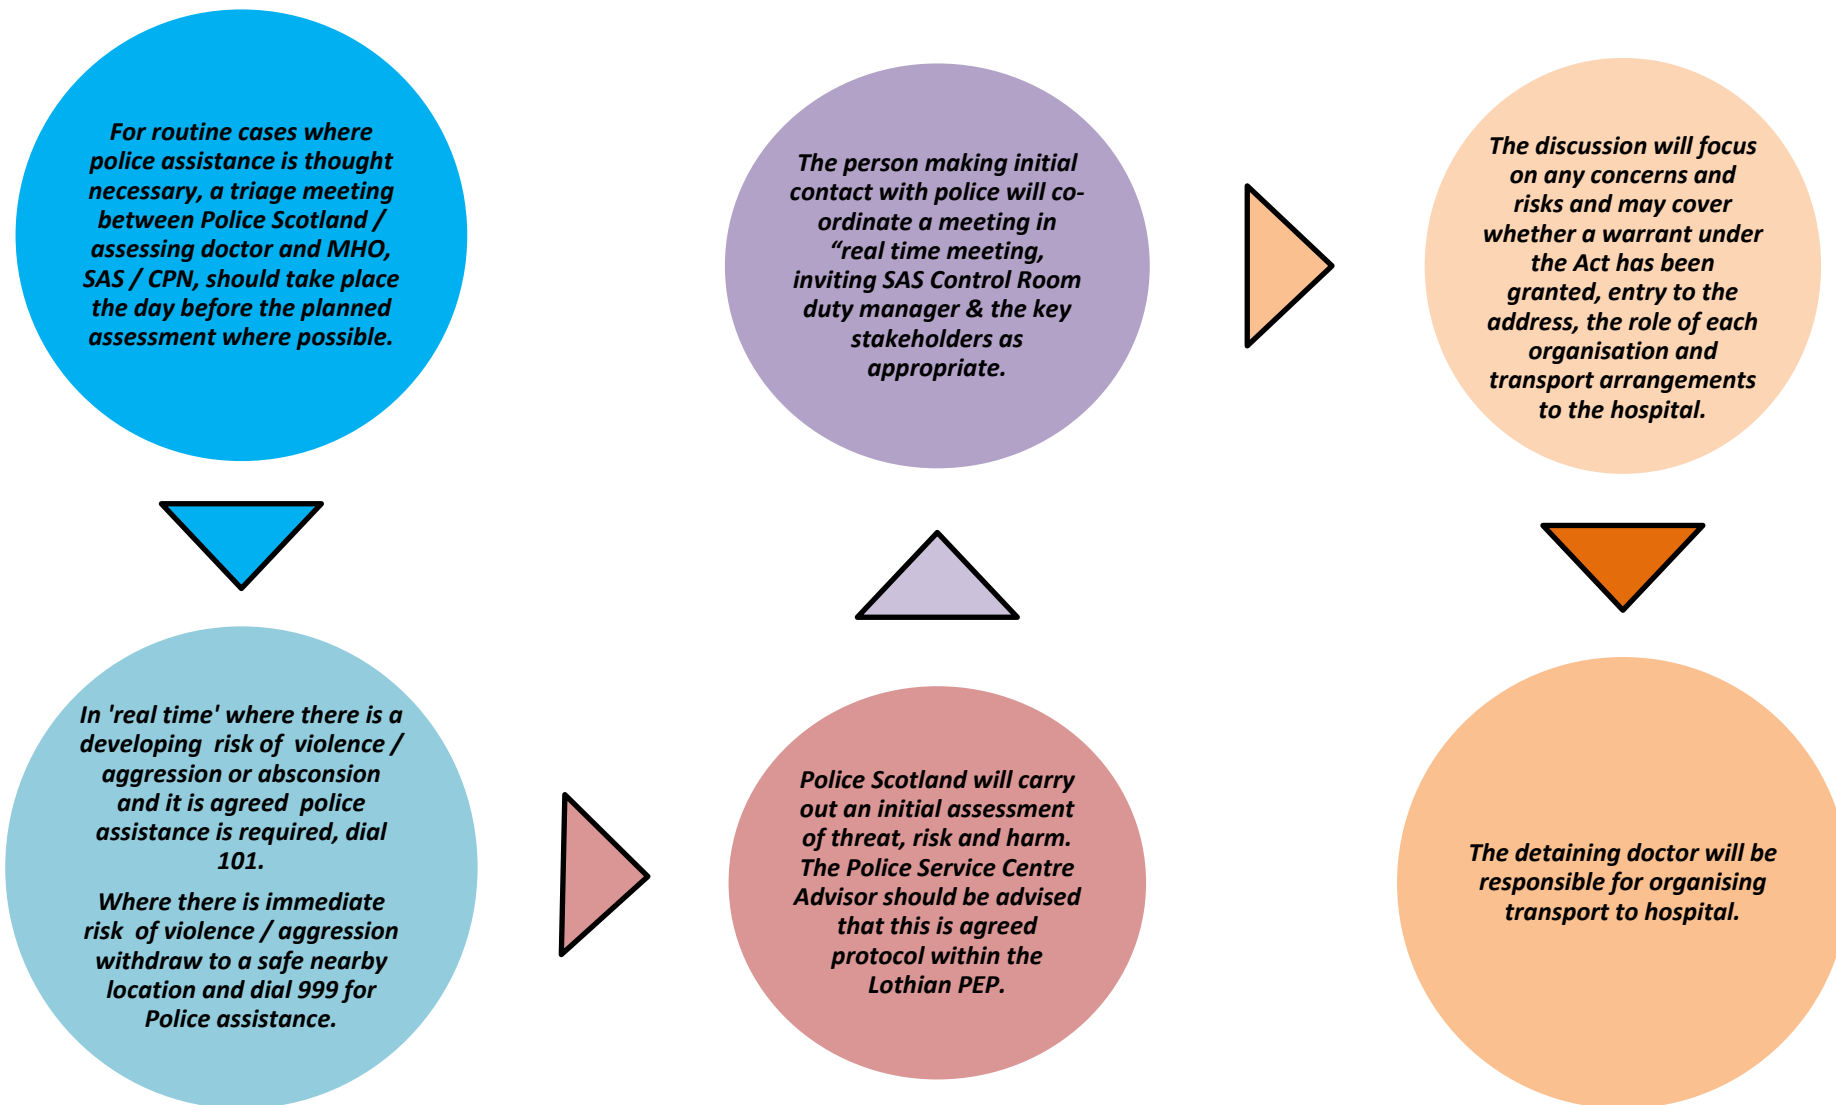 For routine cases where
police assistance is thought
necessary, a triage meeting
between Police Scotland /
assessing doctor and MHO,
SAS / CPN, should take place
the day before the planned
assessment where possible.
In 'real time' where there is a
developing risk of violence /
aggression or absconsion
and it is agreed police
assistance is required, dial
101.
Where there is immediate
risk of violence / aggression
withdraw to a safe nearby
location and dial 999 for
Police assistance.
Police Scotland will carry
out an initial assessment
of threat, risk and harm.
The Police Service Centre
Advisor should be advised
that this is agreed
protocol within the
Lothian PEP.
The person making initial
contact with police will co-
ordinate a meeting in
“real time meeting,
inviting SAS Control Room
duty manager & the key
stakeholders as
appropriate.
The discussion will focus
on any concerns and
risks and may cover
whether a warrant under
the Act has been
granted, entry to the
address, the role of each
organisation and
transport arrangements
to the hospital.
The detaining doctor will be
responsible for organising
transport to hospital.